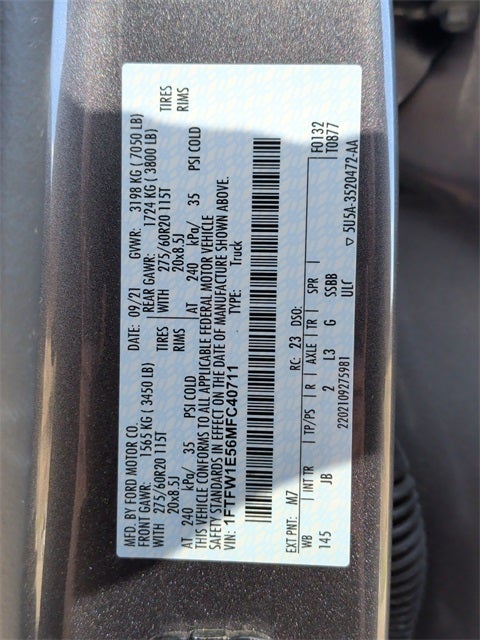 MFD. BY FORD MOTOR CO. DATE: 09/21 GVWR: 3198 KG ( 7050 LB)
FRONT GAWR: 1565 KG ( 3450 LB) REAR GAWR: 1724 KG ( 3800 LB)
WITH 275/60R20 115T TIRES WITH 275/60R20 115T TIRES
20x8.5J RIMS 20x8.5J RIMS
AT 240 kPa/ 35 PSI COLD AT 240 kPa/ 35 PSI COLD
THIS VEHICLE CONFORMS TO ALL APPLICABLE FEDERAL MOTOR VEHICLE
SAFETY STANDARDS IN EFFECT ON THE DATE OF MANUFACTURE SHOWN ABOVE.
VIN: 1FTFW1E56MFC40711 TYPE: Truck
EXT PNT: M7 RC: 23 DSO: F0132
WB INT TR TP/PS R AXLE TR SPR T0877
145 JB 2 L3 G SSBB
2202109275981 ULC ▽ 5U5A-3520472-AA